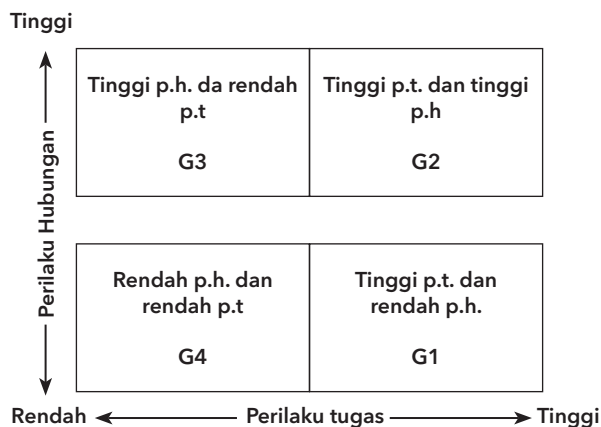 Tinggi
Tinggi p.h. da rendah
p.t
G3
Tinggi p.t. dan tinggi
p.h
G2
Perilaku Hubungan
Rendah p.h. dan
rendah p.t
G4
Tinggi p.t. dan
rendah p.h.
G1
Rendah
Perilaku tugas
Tinggi